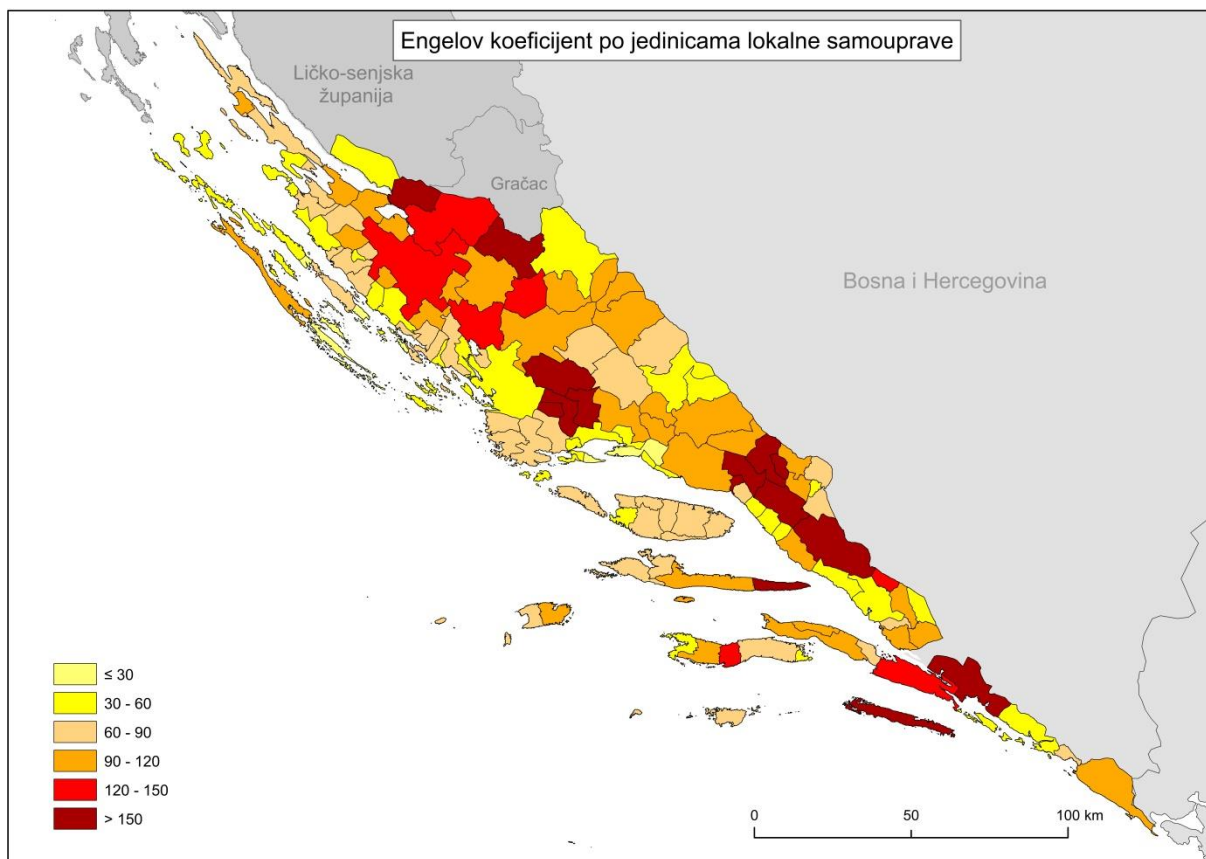 Engelov koeficijent po jedinicama lokalne samouprave
Ličko-senjska
županija
Gračac
Bosna i Hercegovina
≤ 30
30 - 60
60 - 90
90 - 120
120 - 150
> 150
0
50
100 km